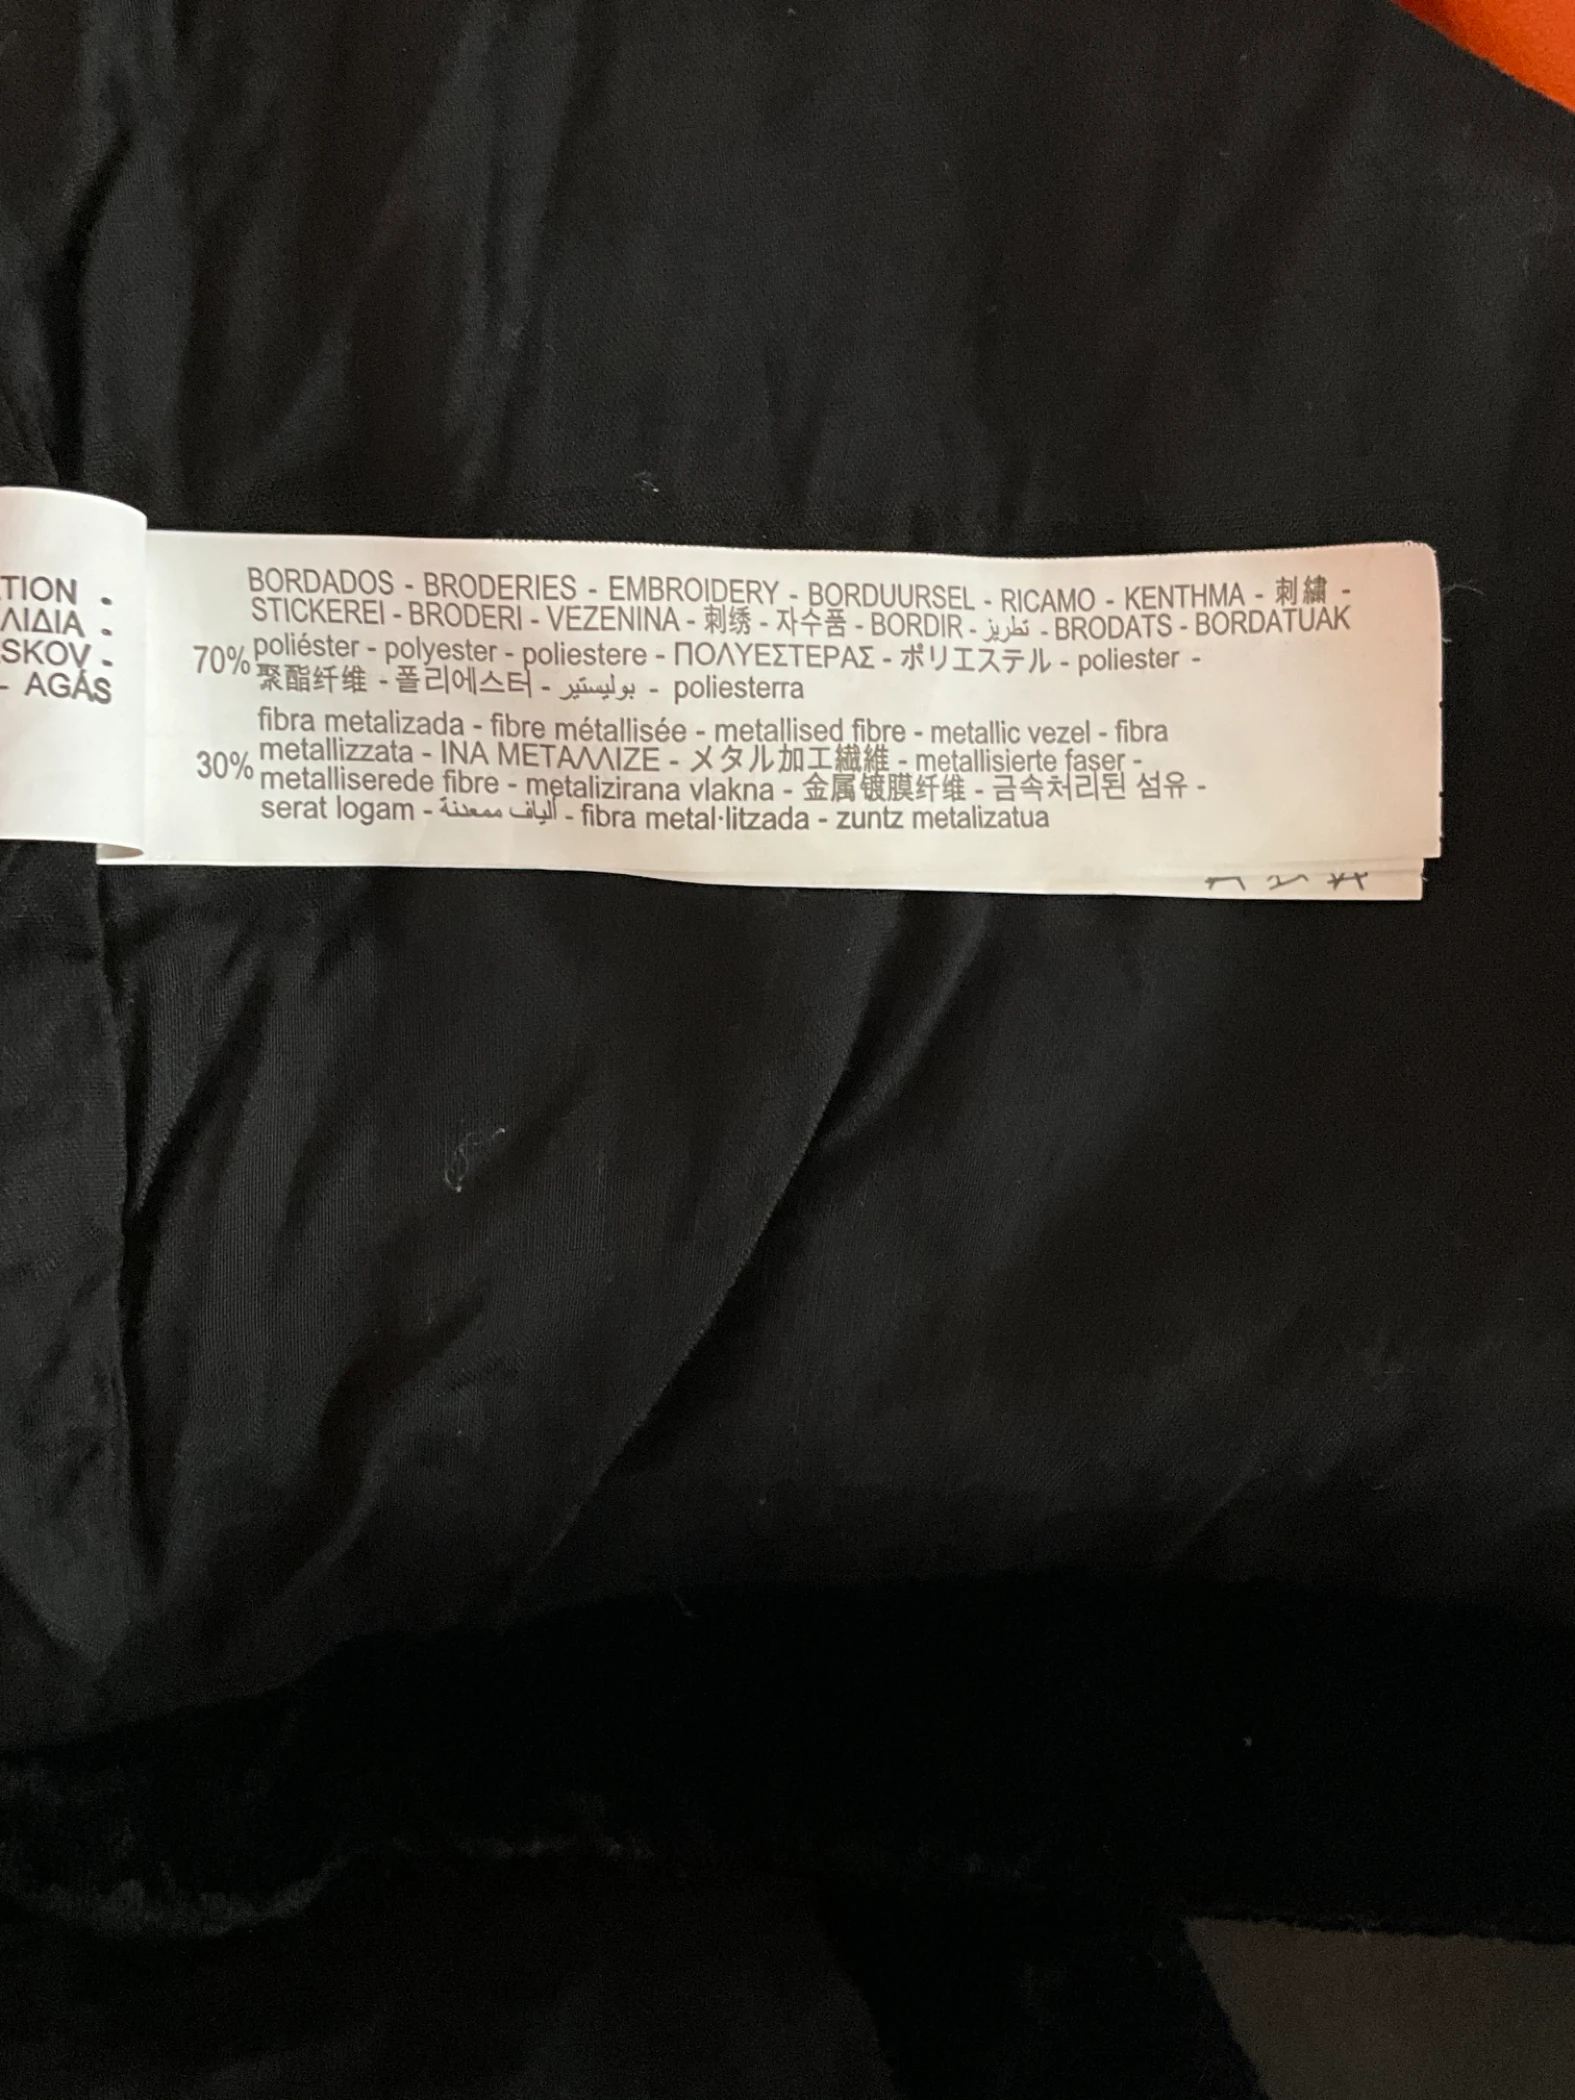 TION -
ΛΙΔΙΑ -
SKOV -
- AGÁS
BORDADOS - BRODERIES - EMBROIDERY - BORDUURSEL - RICAMO - KENTHMA - 刺繍 -
STICKEREI - BRODERI - VEZENINA - 刺绣 - 자수품 - BORDIR - تطريز - BRODATS - BORDATUAK
70% poliéster - polyester - poliestere - ΠΟΛΥΕΣΤΕΡΑΣ - ポリエステル - poliester -
聚酯纤维 - 폴리에스터 - بوليستير - poliesterra
fibra metalizada - fibre métallisée - metallised fibre - metallic vezel - fibra
30% metallizzata - INA METAΛΛIZE - メタル加工繊維 - metallisierte faser -
metalliserede fibre - metalizirana vlakna - 金属镀膜纤维 - 금속처리된 섬유 -
serat logam - ألياف ممعدنة - fibra metal·litzada - zuntz metalizatua